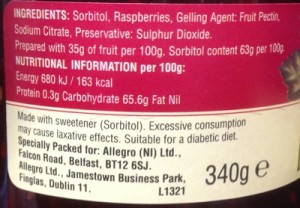 INGREDIENTS: Sorbitol, Raspberries, Gelling Agent: Fruit Pectin,
Sodium Citrate, Preservative: Sulphur Dioxide.
Prepared with 35g of fruit per 100g. Sorbitol content 63g per 100g.
NUTRITIONAL INFORMATION per 100g:
Energy 680 kJ / 163 kcal
Protein 0.3g Carbohydrate 65.6g Fat Nil
Made with sweetener (Sorbitol). Excessive consumption
may cause laxative effects. Suitable for a diabetic diet.
Specially Packed for: Allegro (NI) Ltd.,
Falcon Road, Belfast, BT12 6SJ.
Allegro Ltd., Jamestown Business Park,
Finglas, Dublin 11. L1321
340g e